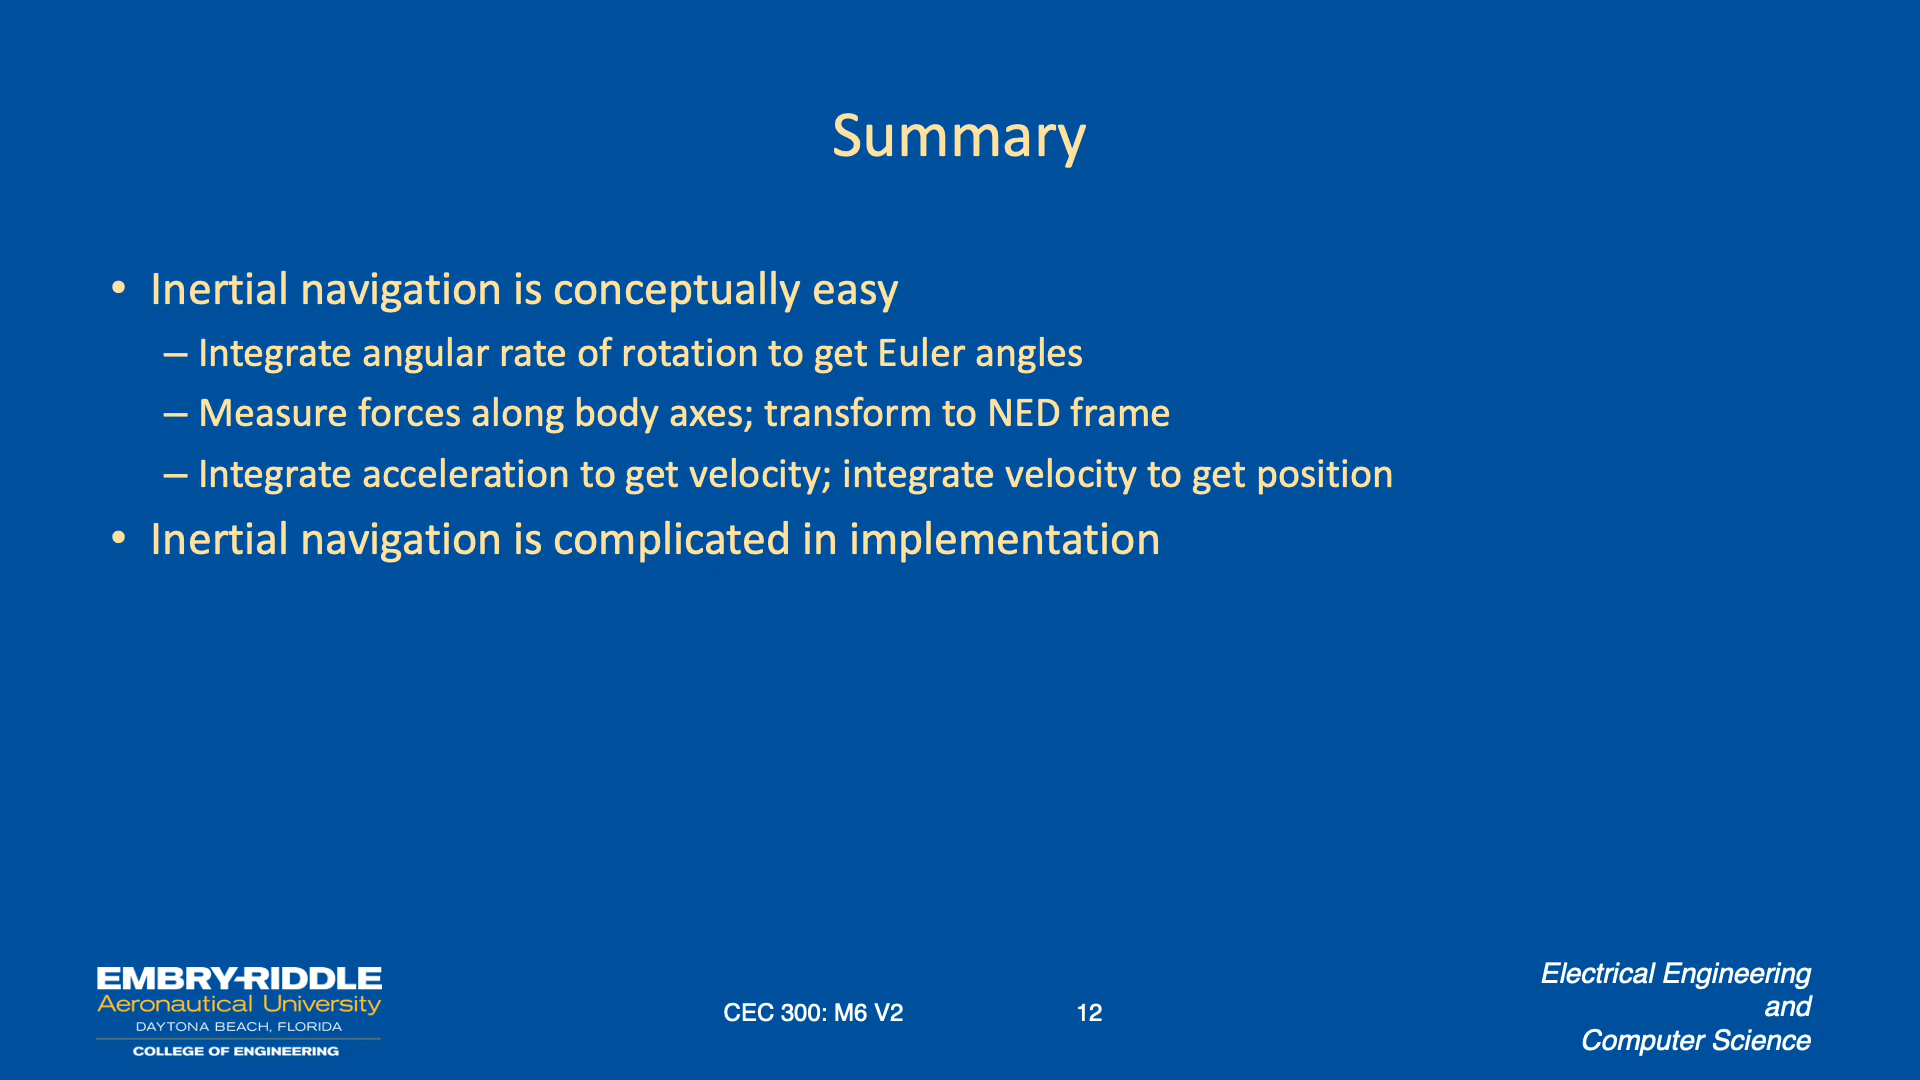 Summary
• Inertial navigation is conceptually easy
– Integrate angular rate of rotation to get Euler angles
– Measure forces along body axes; transform to NED frame
– Integrate acceleration to get velocity; integrate velocity to get position
• Inertial navigation is complicated in implementation
EMBRY-RIDDLE
Aeronautical University
DAYTONA BEACH, FLORIDA
COLLEGE OF ENGINEERING
CEC 300: M6 V2
12
Electrical Engineering
and
Computer Science